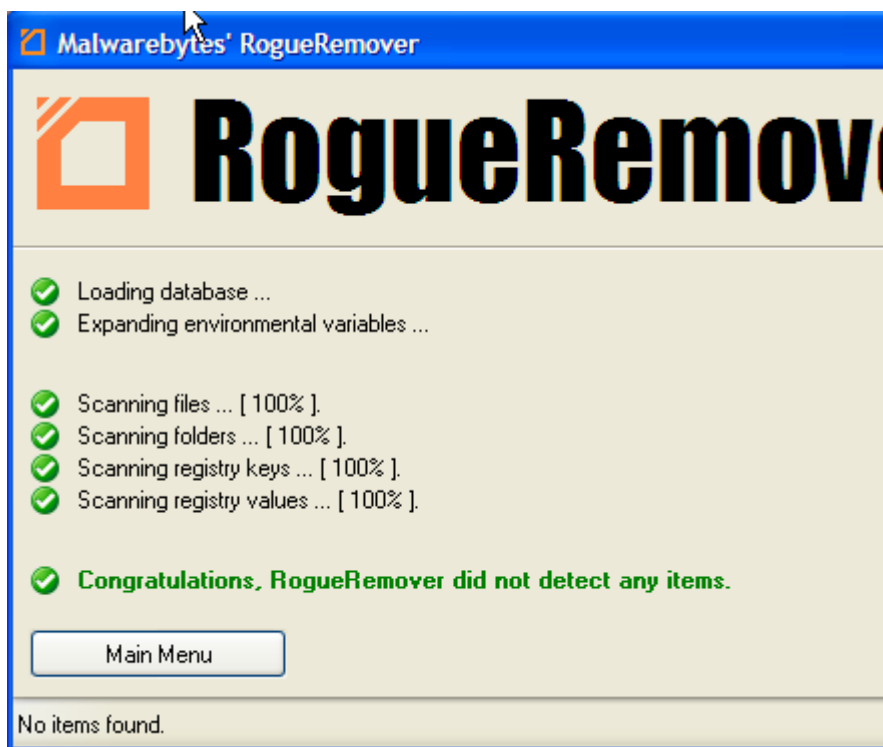 Malwarebytes' RogueRemover
RogueRemove
Loading database ...
Expanding environmental variables ...
Scanning files ... [ 100% ].
Scanning folders ... [ 100% ].
Scanning registry keys ... [ 100% ].
Scanning registry values ... [ 100% ].
Congratulations, RogueRemover did not detect any items.
Main Menu
No items found.